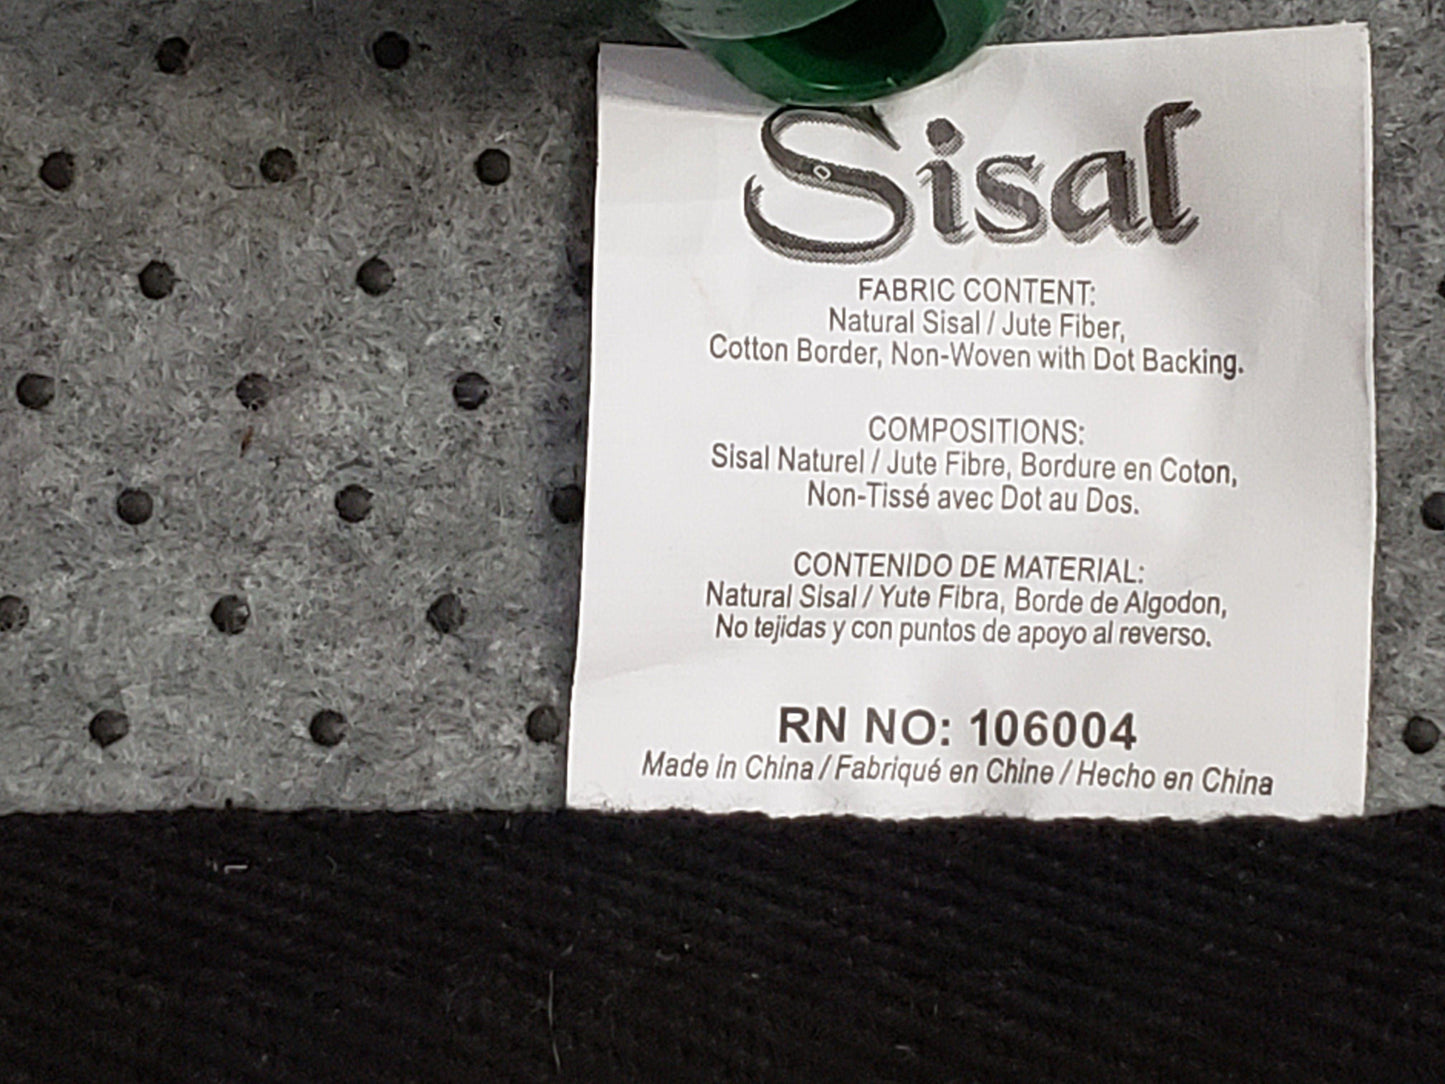 Sisal
FABRIC CONTENT:
Natural Sisal / Jute Fiber,
Cotton Border, Non-Woven with Dot Backing.
COMPOSITIONS:
Sisal Naturel / Jute Fibre, Bordure en Coton,
Non-Tissé avec Dot au Dos.
CONTENIDO DE MATERIAL:
Natural Sisal / Yute Fibra, Borde de Algodon,
No tejidas y con puntos de apoyo al reverso.
RN NO: 106004
Made in China / Fabriqué en Chine / Hecho en China